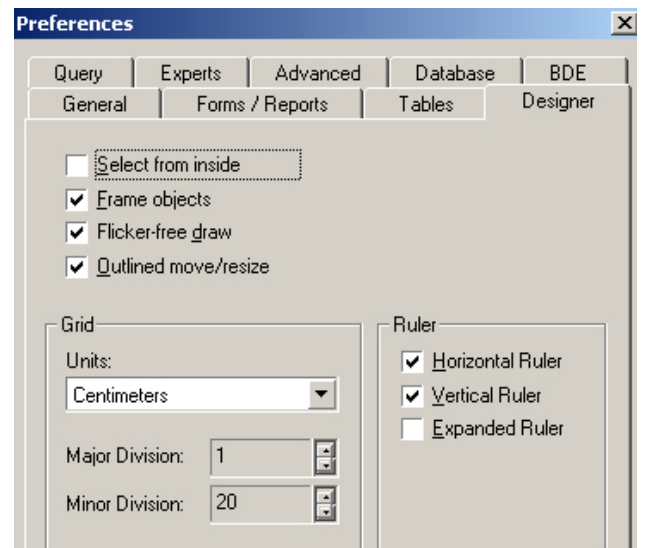 Preferences
Query Experts Advanced Database BDE
General Forms / Reports Tables Designer
Select from inside
Frame objects
Flicker-free draw
Outlined move/resize
Grid
Units:
Centimeters
Major Division: 1
Minor Division: 20
Ruler
Horizontal Ruler
Vertical Ruler
Expanded Ruler